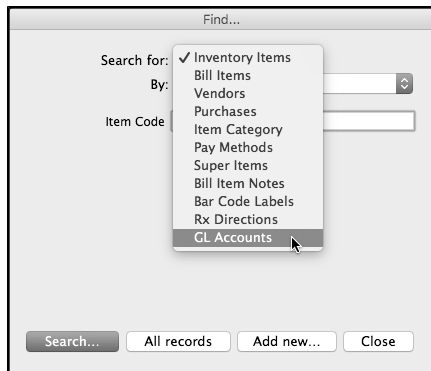 Find...
Search for: ✓ Inventory Items
Bill Items
By: Vendors
Purchases
Item Code Item Category
Pay Methods
Super Items
Bill Item Notes
Bar Code Labels
Rx Directions
GL Accounts
Search... All records Add new... Close